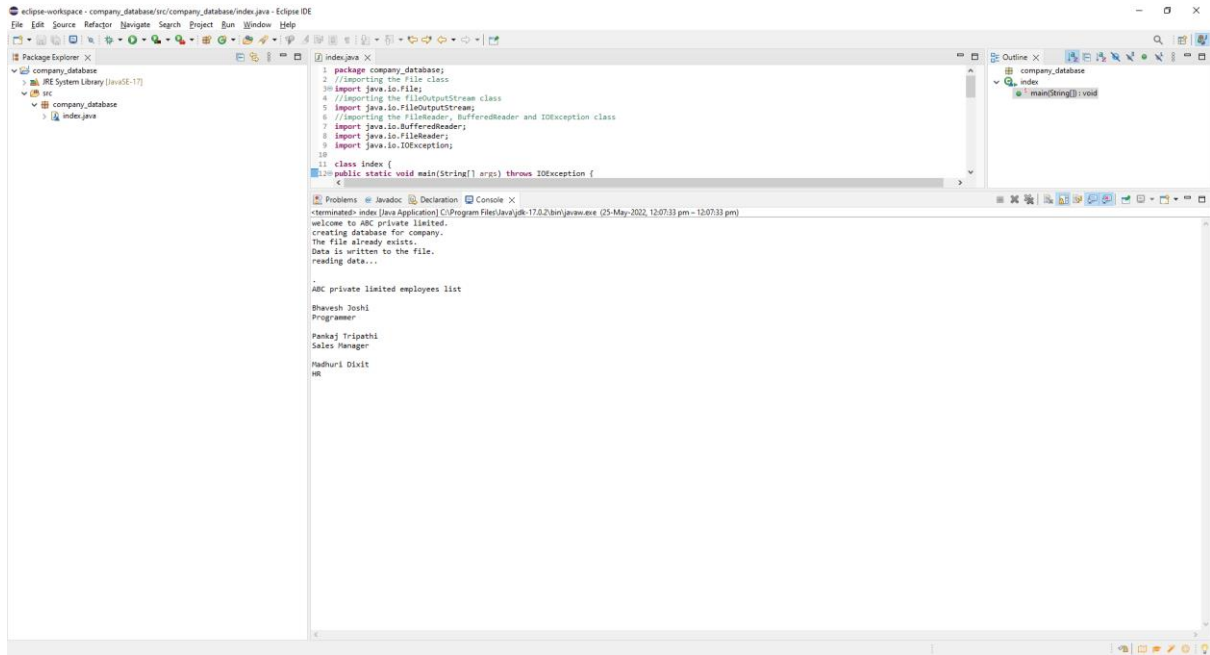 eclipse-workspace - company_database/src/company_database/index.java - Eclipse IDE
File Edit Source Refactor Navigate Search Project Run Window Help
Package Explorer
company_database
JRE System Library [JavaSE-17]
src
company_database
index.java
index.java
1 package company_database;
2 //importing the File class
3 import java.io.File;
4 //importing the fileOutputStream class
5 import java.io.FileOutputStream;
6 //importing the FileReader, BufferedReader and IOException class
7 import java.io.BufferedReader;
8 import java.io.FileReader;
9 import java.io.IOException;
10
11 class index {
12 public static void main(String[] args) throws IOException {
Outline
company_database
index
main(String[]) : void
Problems Javadoc Declaration Console
<terminated> index [Java Application] C:\Program Files\Java\jdk-17.0.2\bin\javaw.exe (25-May-2022, 12:07:33 pm – 12:07:33 pm)
welcome to ABC private limited.
creating database for company.
The file already exists.
Data is written to the file.
reading data...
.
ABC private limited employees list
Bhavesh Joshi
Programmer
Pankaj Tripathi
Sales Manager
Madhuri Dixit
HR